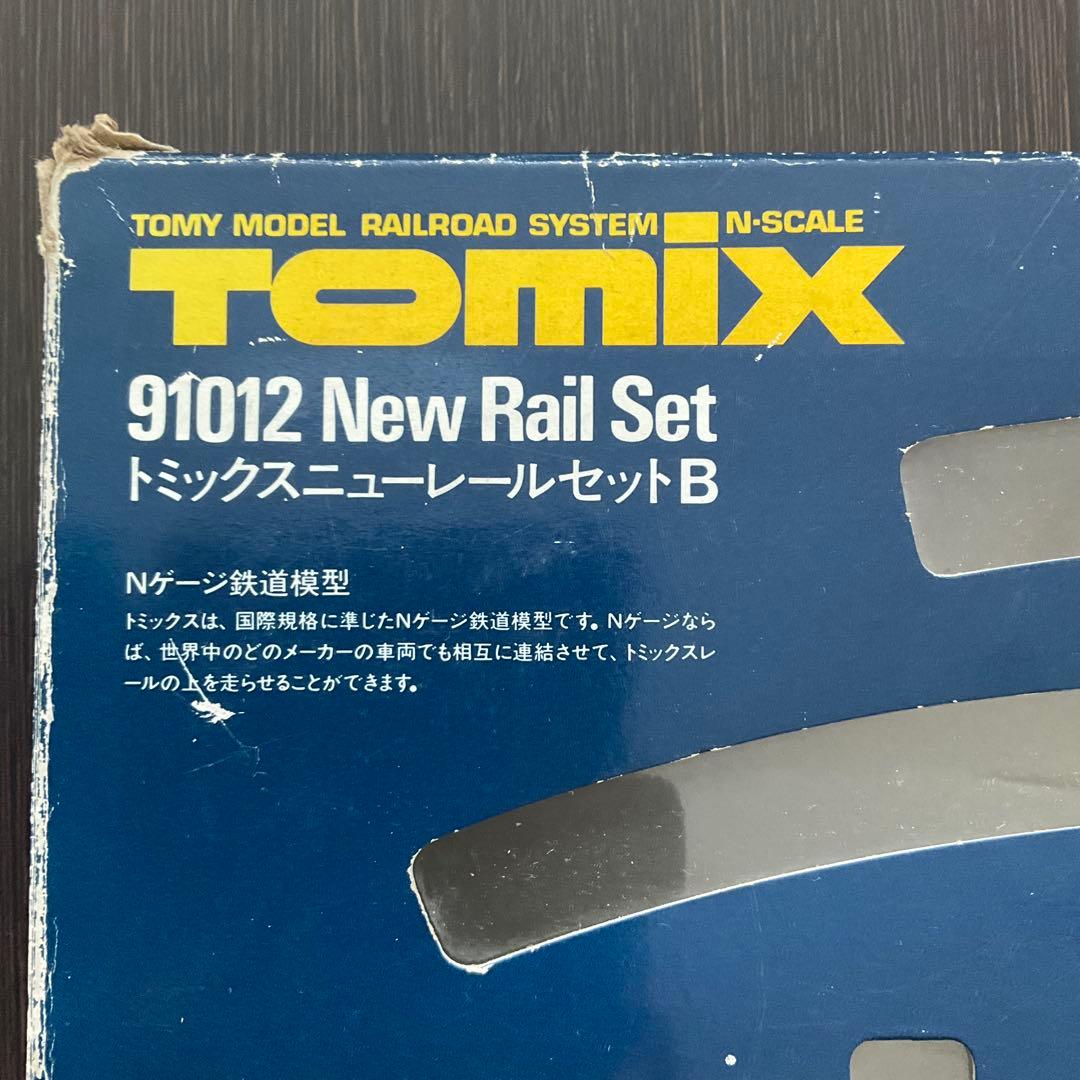 TOMY MODEL RAILROAD SYSTEM N-SCALE
TOMIX
91012 New Rail Set
トミックスニューレールセットB
Nゲージ鉄道模型
トミックスは、国際規格に準じたNゲージ鉄道模型です。Nゲージなら
ば、世界中のどのメーカーの車両でも相互に連結させて、トミックスレ
ールの上を走らせることができます。